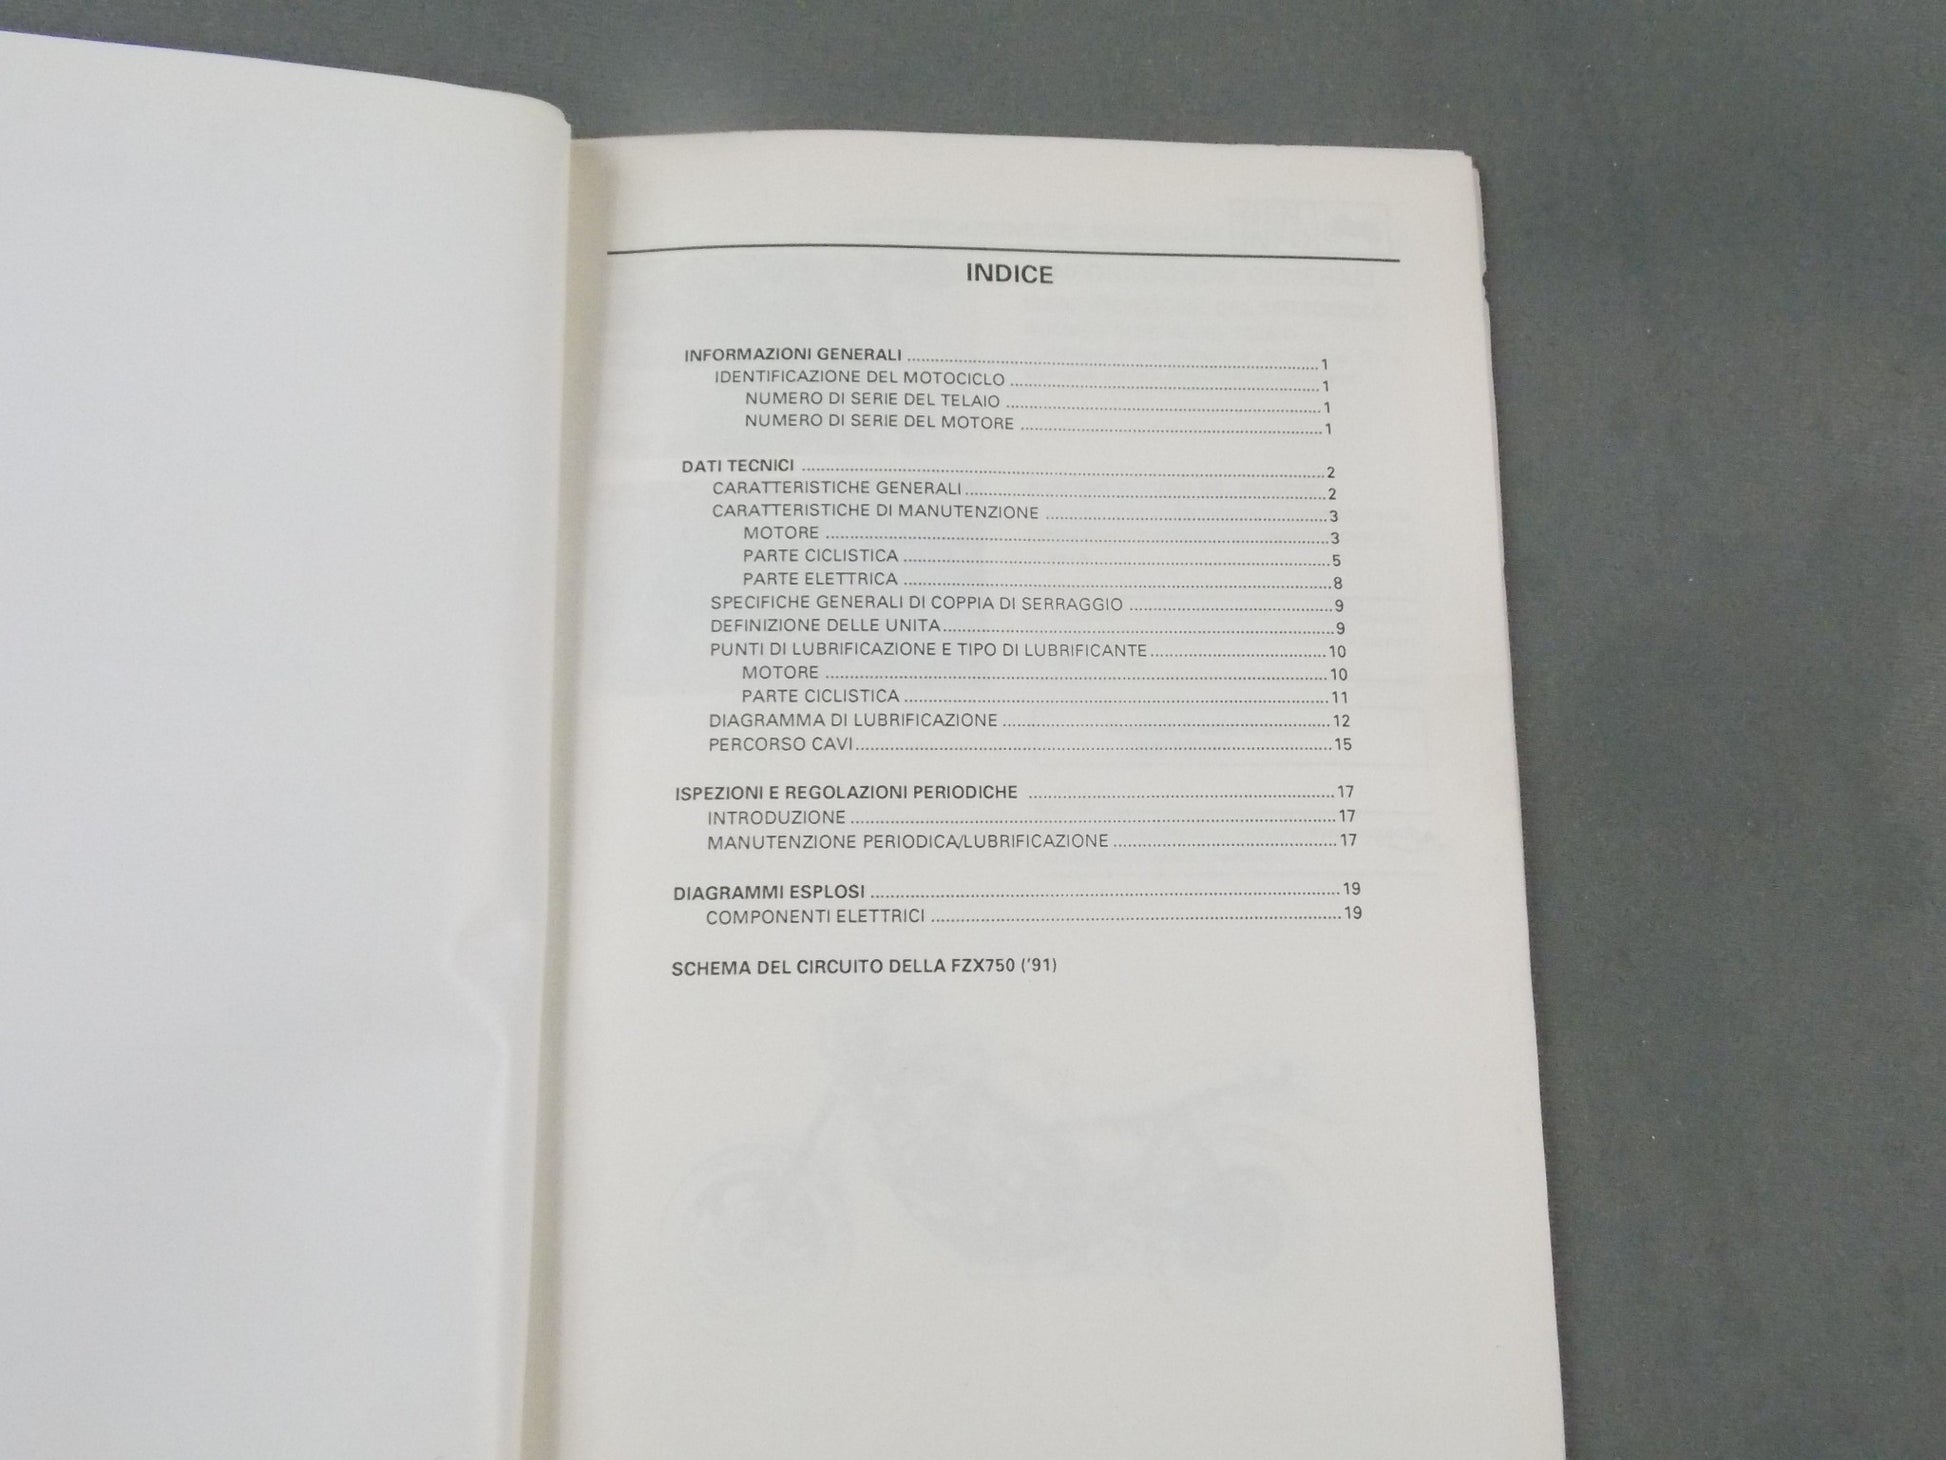 INDICE
INFORMAZIONI GENERALI ........ 1
IDENTIFICAZIONE DEL MOTOCICLO ........ 1
NUMERO DI SERIE DEL TELAIO ........ 1
NUMERO DI SERIE DEL MOTORE ........ 1
DATI TECNICI ........ 2
CARATTERISTICHE GENERALI ........ 2
CARATTERISTICHE DI MANUTENZIONE ........ 3
MOTORE ........ 3
PARTE CICLISTICA ........ 5
PARTE ELETTRICA ........ 8
SPECIFICHE GENERALI DI COPPIA DI SERRAGGIO ........ 9
DEFINIZIONE DELLE UNITA ........ 9
PUNTI DI LUBRIFICAZIONE E TIPO DI LUBRIFICANTE ........ 10
MOTORE ........ 10
PARTE CICLISTICA ........ 11
DIAGRAMMA DI LUBRIFICAZIONE ........ 12
PERCORSO CAVI ........ 15
ISPEZIONI E REGOLAZIONI PERIODICHE ........ 17
INTRODUZIONE ........ 17
MANUTENZIONE PERIODICA/LUBRIFICAZIONE ........ 17
DIAGRAMMI ESPLOSI ........ 19
COMPONENTI ELETTRICI ........ 19
SCHEMA DEL CIRCUITO DELLA FZX750 ('91)